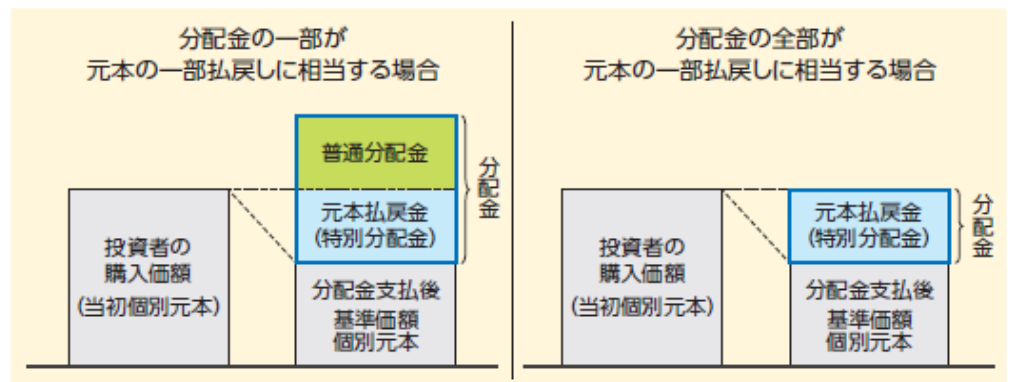 分配金の一部が
元本の一部払戻しに相当する場合
普通分配金
元本払戻金
(特別分配金)
分配金
投資者の
購入価額
(当初個別元本)
分配金支払後
基準価額
個別元本
分配金の全部が
元本の一部払戻しに相当する場合
元本払戻金
(特別分配金)
分配金
投資者の
購入価額
(当初個別元本)
分配金支払後
基準価額
個別元本